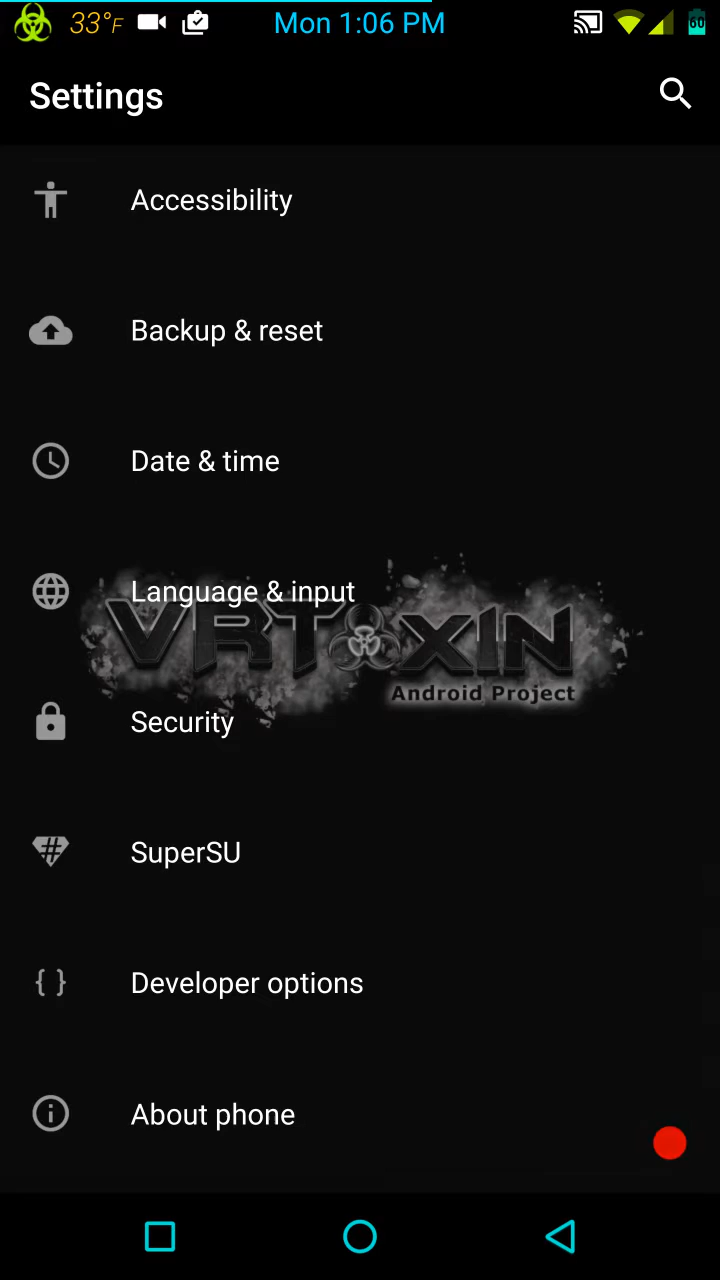 33°F Mon 1:06 PM 60
Settings
Accessibility
Backup & reset
Date & time
Language & input
VRTOXIN
Android Project
Security
SuperSU
Developer options
About phone